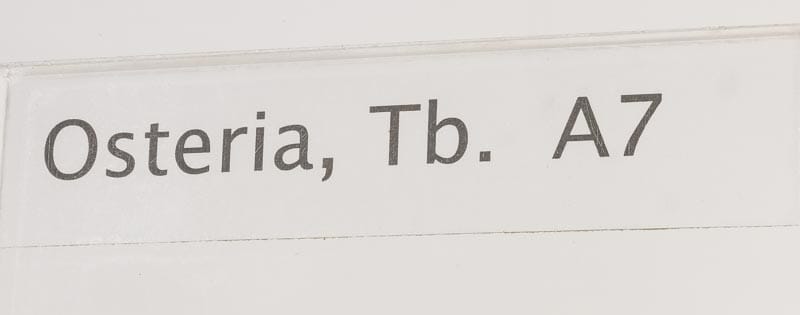 Osteria, Tb. A7